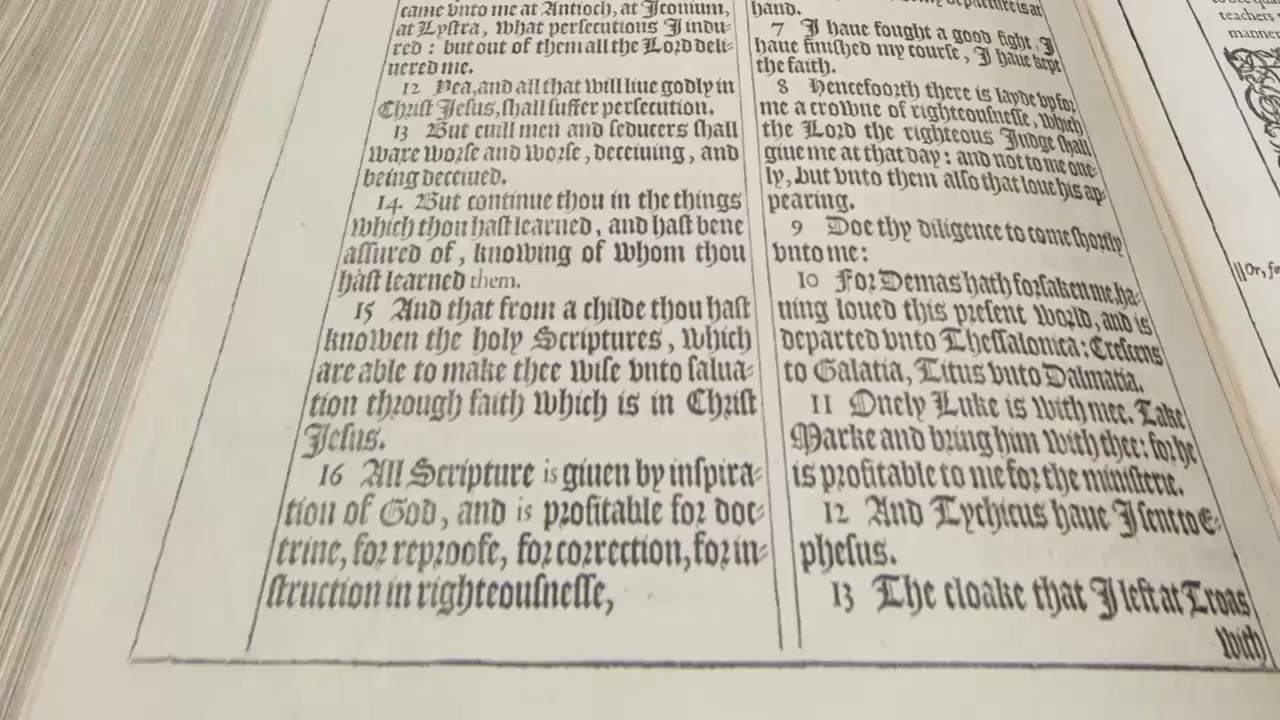 came vnto me at Antioch, at Iconium,
at Lystra, what persecutions I indu-
red : but out of them all the Lord deli-
uered me.
12 Yea, and all that will liue godly in
Christ Iesus, shall suffer persecution.
13 But euill men and seducers shall
waxe worse and worse, deceiuing, and
being deceiued.
14 But continue thou in the things
which thou hast learned, and hast bene
assured of, knowing of whom thou
hast learned them.
15 And that from a childe thou hast
knowen the holy Scriptures, which
are able to make thee wise vnto salua-
tion through faith which is in Christ
Iesus.
16 All Scripture is giuen by inspira-
tion of God, and is profitable for doc-
trine, for reproofe, for correction, for in-
struction in righteousnesse,
my departure is at
hand.
7 I haue fought a good fight, I
haue finished my course, I haue kept
the faith.
8 Hencefoorth there is layde vp for
me a crowne of righteousnesse, which
the Lord the righteous Iudge shall
giue me at that day : and not to me one-
ly, but vnto them also that loue his ap-
pearing.
9 Doe thy diligence to come shortly
vnto me :
10 For Demas hath forsaken me, ha-
uing loued this present world, and is
departed vnto Thessalonica : Crescens
to Galatia, Titus vnto Dalmatia.
11 Onely Luke is with mee. Take
Marke and bring him with thee : for he
is profitable to me for the ministerie.
12 And Tychicus haue I sent to E-
phesus.
13 The cloake that I left at Troas
with
teachers
manner
||Or,